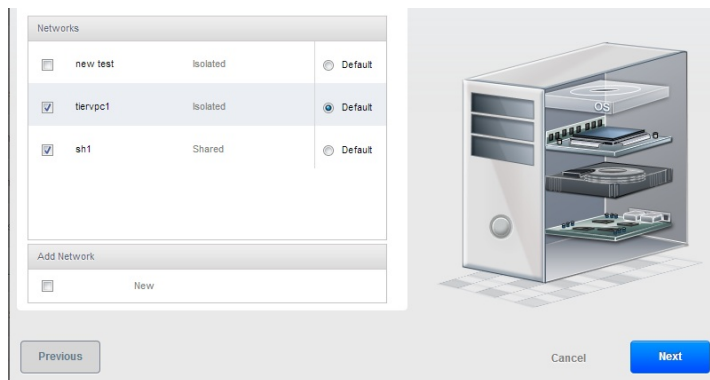 Networks
new test Isolated Default
tiervpc1 Isolated Default
sh1 Shared Default
OS
Add Network
New
Previous Cancel Next